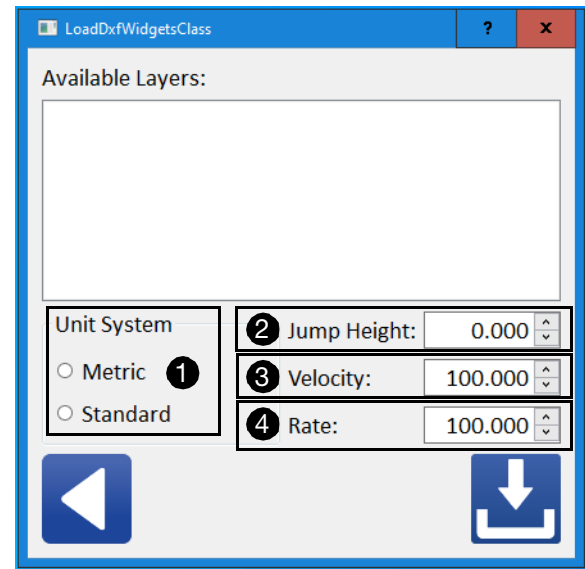 LoadDxfWidgetsClass ? x
Available Layers:
Unit System
2 Jump Height: 0.000
Metric 1
3 Velocity: 100.000
Standard
4 Rate: 100.000